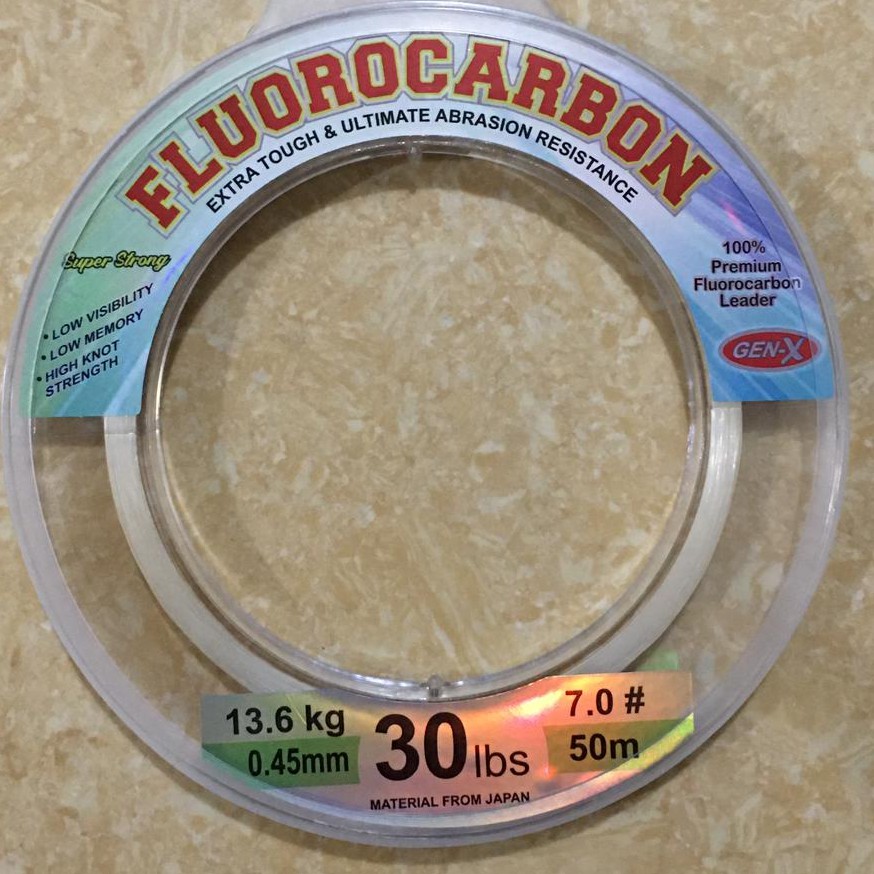 FLUOROCARBON
EXTRA TOUGH & ULTIMATE ABRASION RESISTANCE
Super Strong
• LOW VISIBILITY
• LOW MEMORY
• HIGH KNOT
STRENGTH
100%
Premium
Fluorocarbon
Leader
GEN-X
13.6 kg
0.45mm
30 lbs
7.0 #
50m
MATERIAL FROM JAPAN